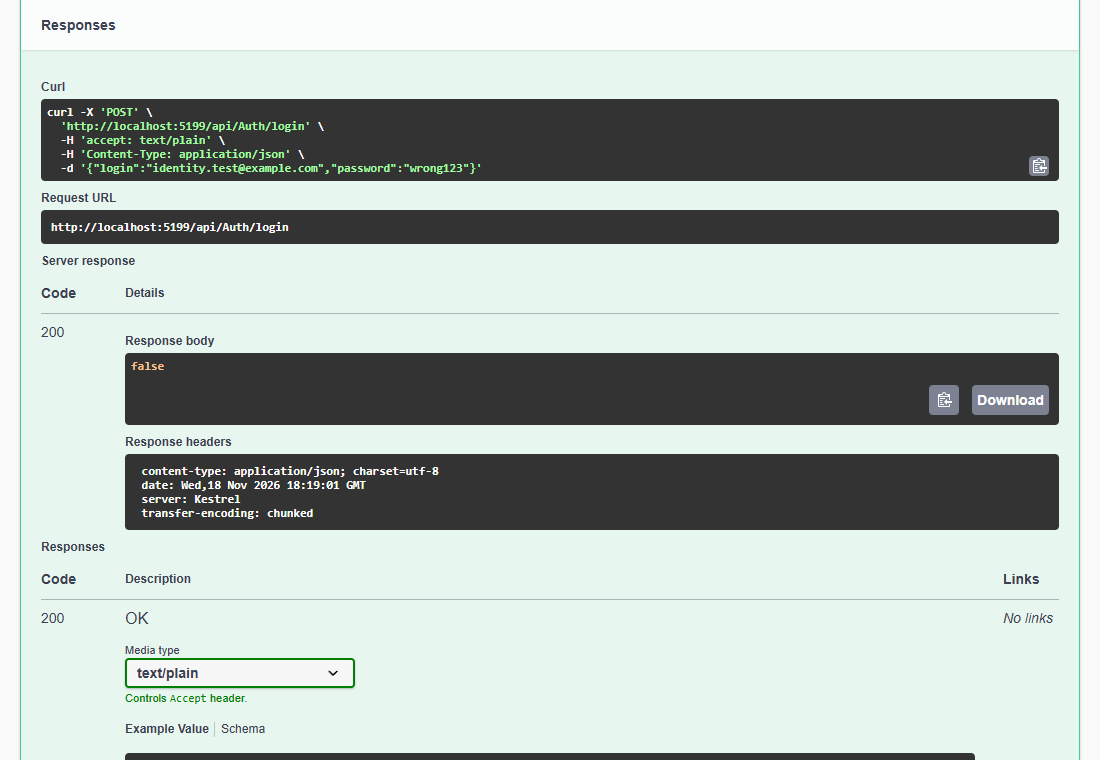 Responses
Curl
curl -X 'POST' \
'http://localhost:5199/api/Auth/login' \
-H 'accept: text/plain' \
-H 'Content-Type: application/json' \
-d '{"login":"identity.test@example.com","password":"wrong123"}'
Request URL
http://localhost:5199/api/Auth/login
Server response
Code Details
200
Response body
false
Download
Response headers
content-type: application/json; charset=utf-8
date: Wed,18 Nov 2026 18:19:01 GMT
server: Kestrel
transfer-encoding: chunked
Responses
Code Description Links
200 OK No links
Media type
text/plain
Controls Accept header.
Example Value Schema